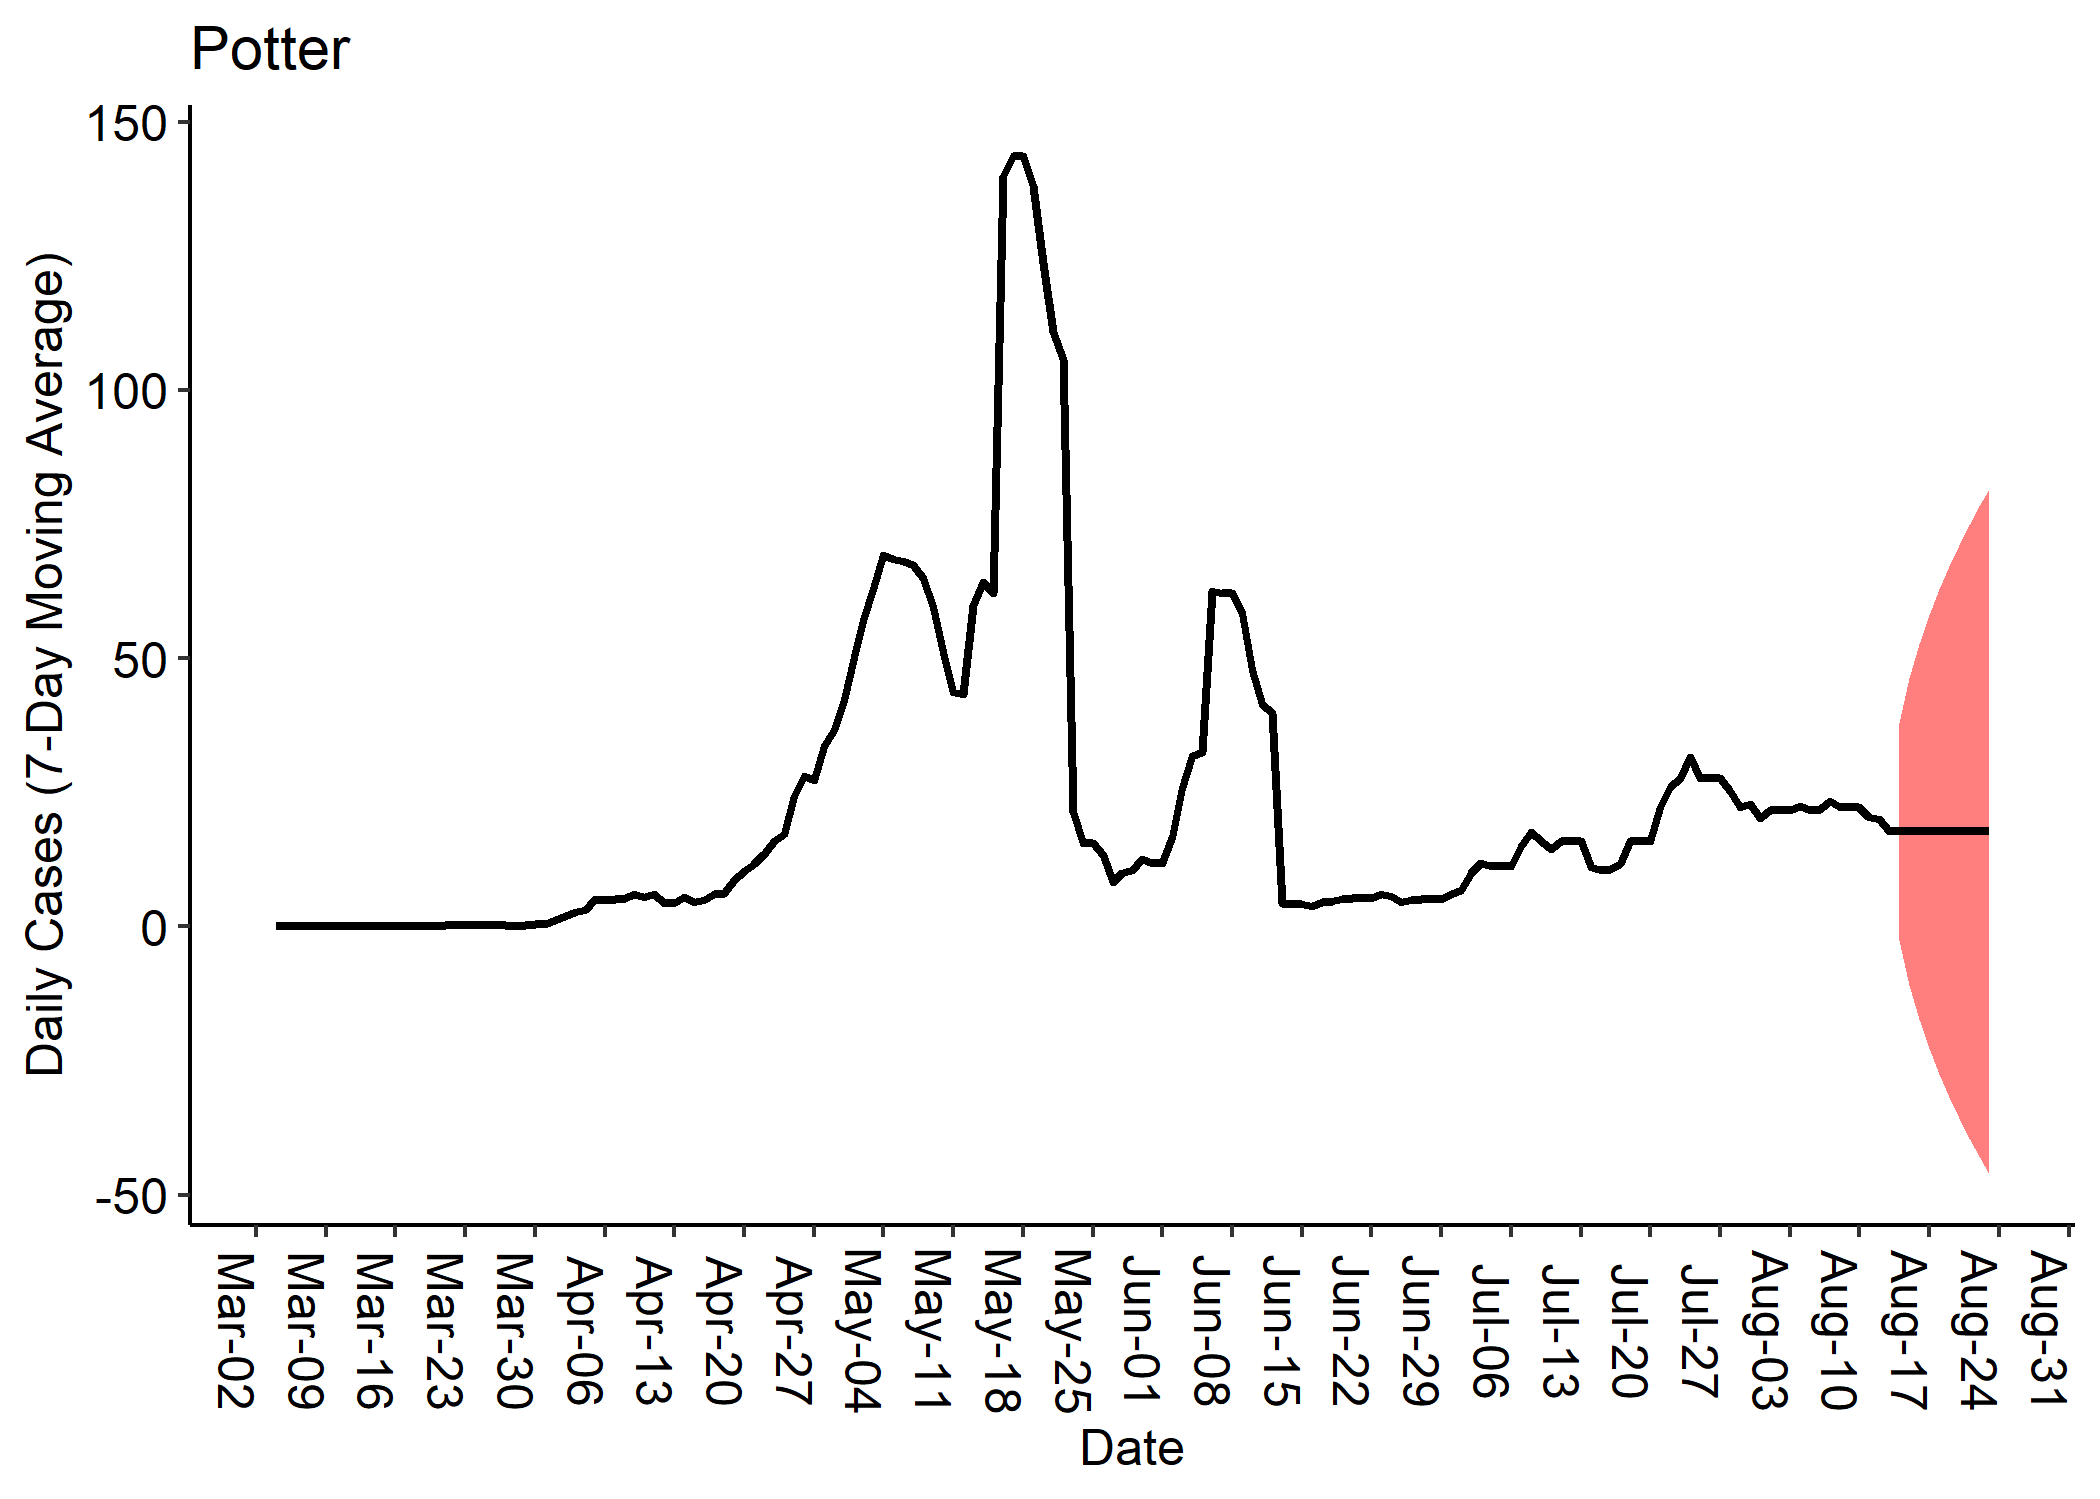 Potter
Daily Cases (7-Day Moving Average)
150
100
50
0
-50
Mar-02
Mar-09
Mar-16
Mar-23
Mar-30
Apr-06
Apr-13
Apr-20
Apr-27
May-04
May-11
May-18
May-25
Jun-01
Jun-08
Jun-15
Jun-22
Jun-29
Jul-06
Jul-13
Jul-20
Jul-27
Aug-03
Aug-10
Aug-17
Aug-24
Aug-31
Date